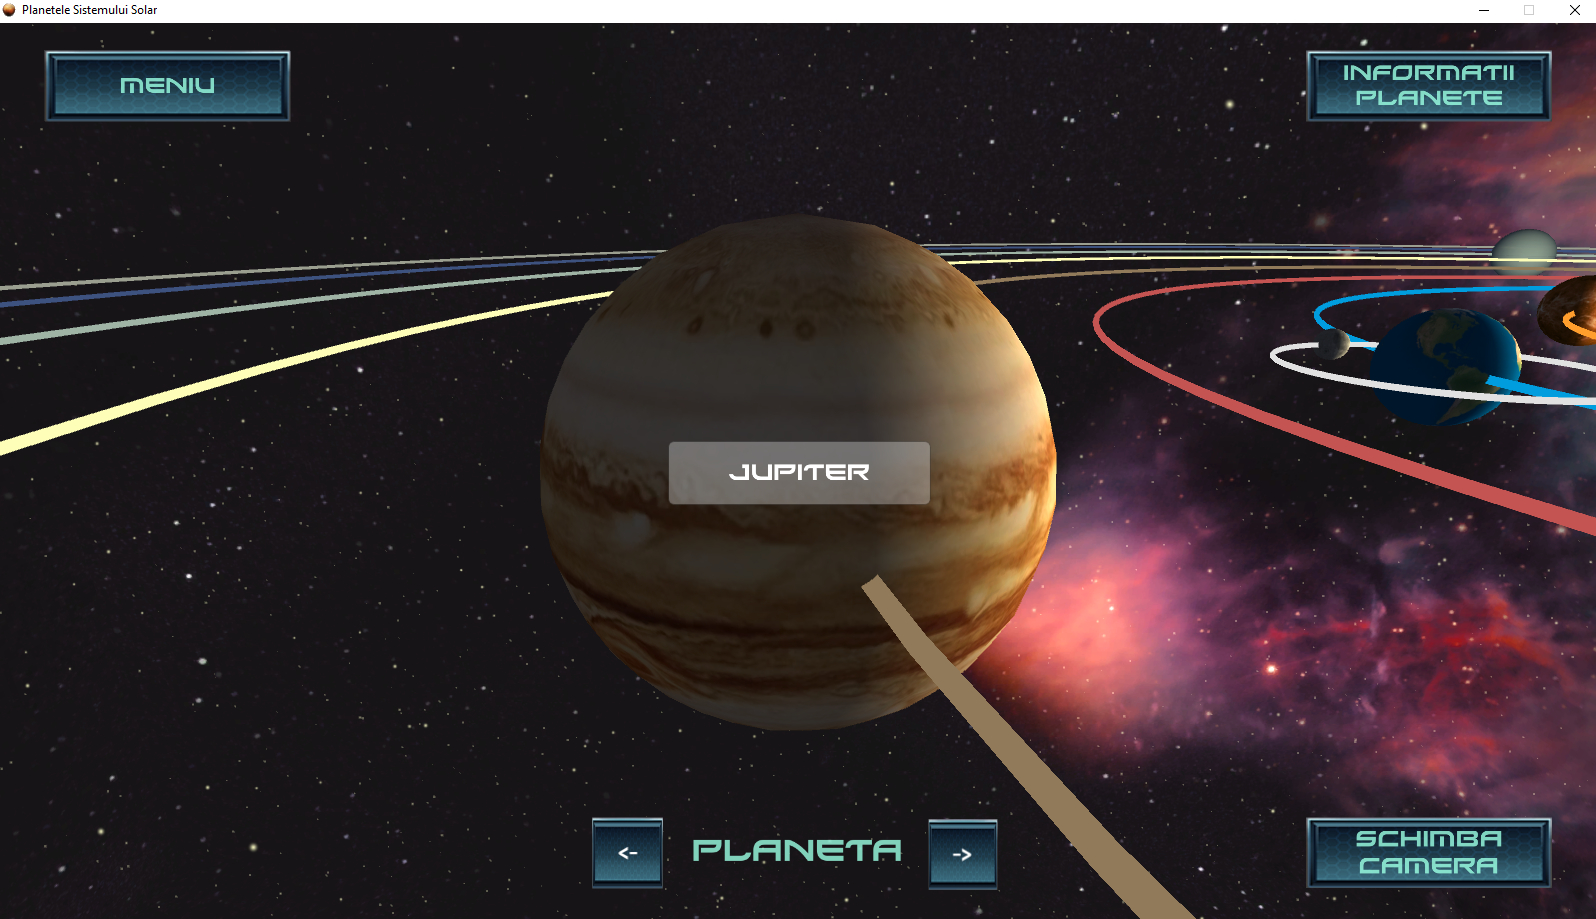 Planetele Sistemului Solar
MENIU
INFORMATII
PLANETE
JUPITER
<-
PLANETA
->
SCHIMBA
CAMERA